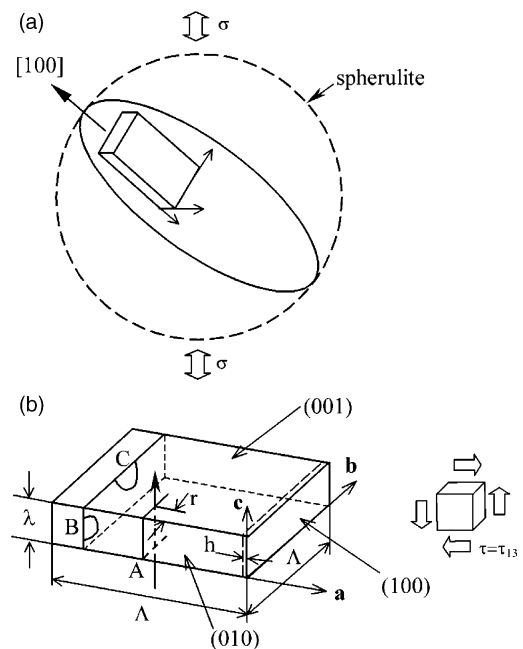 (a)
σ
[100]
spherulite
σ
(b)
(001)
C
b
r
c
λ
B
h
Λ
A
τ=τ13
a
(100)
Λ
(010)